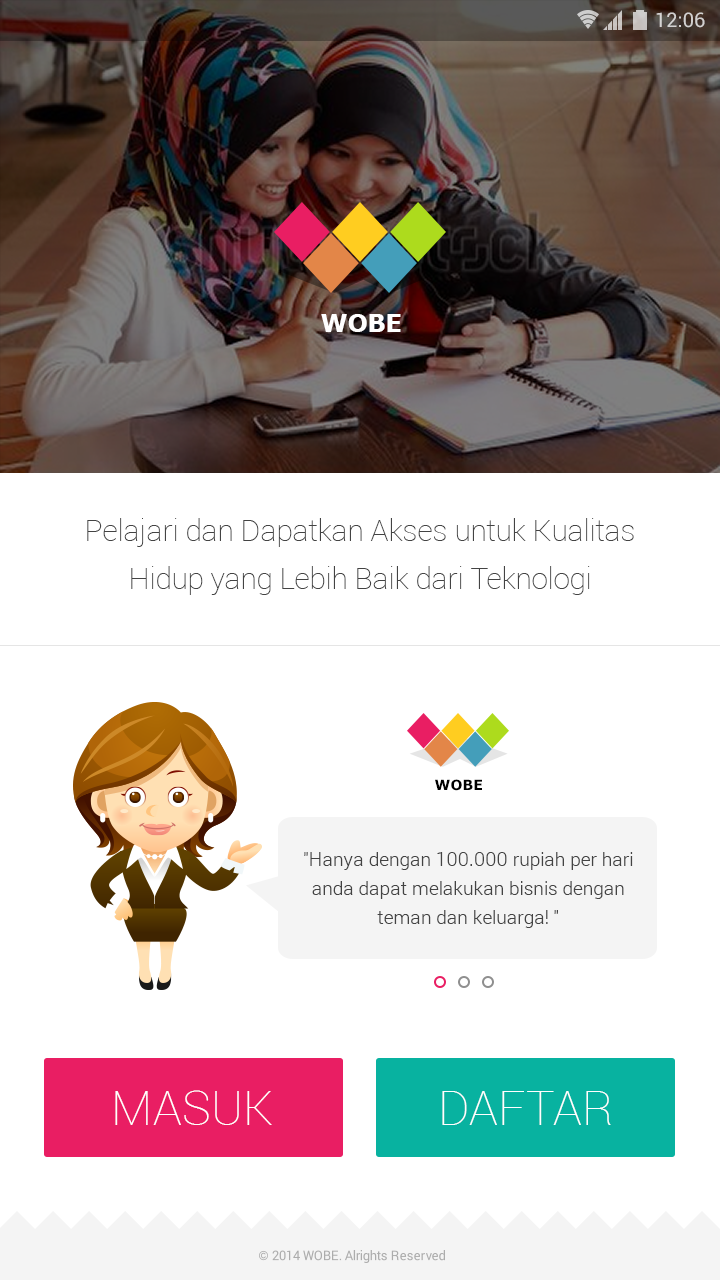 12:06
shutterstock
WOBE
Pelajari dan Dapatkan Akses untuk Kualitas
Hidup yang Lebih Baik dari Teknologi
WOBE
"Hanya dengan 100.000 rupiah per hari
anda dapat melakukan bisnis dengan
teman dan keluarga! "
MASUK
DAFTAR
© 2014 WOBE. Alrights Reserved